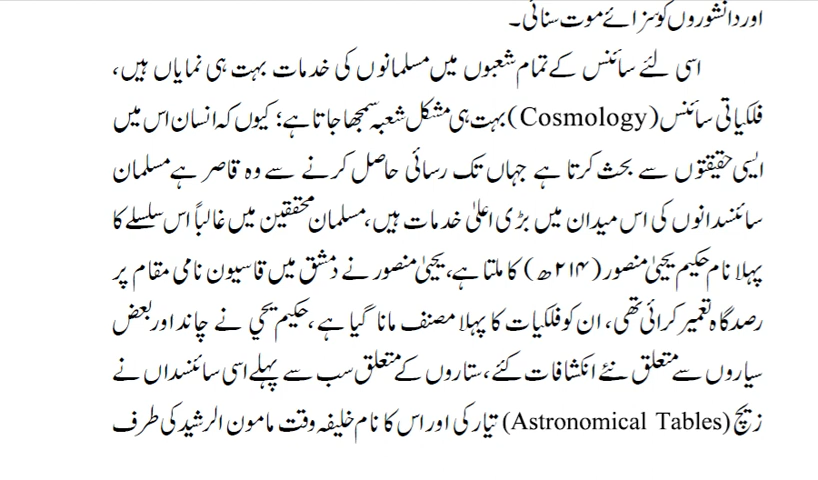 اور دانشوروں کو سزائے موت سنائی۔
اسی لئے سائنس کے تمام شعبوں میں مسلمانوں کی خدمات بہت ہی نمایاں ہیں،
فلکیاتی سائنس (Cosmology) بہت ہی مشکل شعبہ سمجھا جاتا ہے؛ کیوں کہ انسان اس میں
ایسی حقیقتوں سے بحث کرتا ہے جہاں تک رسائی حاصل کرنے سے وہ قاصر ہے مسلمان
سائنسدانوں کی اس میدان میں بڑی اعلیٰ خدمات ہیں، مسلمان محققین میں غالباً اس سلسلے کا
پہلا نام حکیم یحییٰ منصور (۲۱۴ھ) کا ملتا ہے، یحییٰ منصور نے دمشق میں قاسیون نامی مقام پر
رصدگاہ تعمیر کرائی تھی، ان کو فلکیات کا پہلا مصنف مانا گیا ہے، حکیم یحیٰ نے چاند اور بعض
سیاروں سے متعلق نئے انکشافات کئے، ستاروں کے متعلق سب سے پہلے اسی سائنسداں نے
زیچ (Astronomical Tables) تیار کی اور اس کا نام خلیفہ وقت مامون الرشید کی طرف